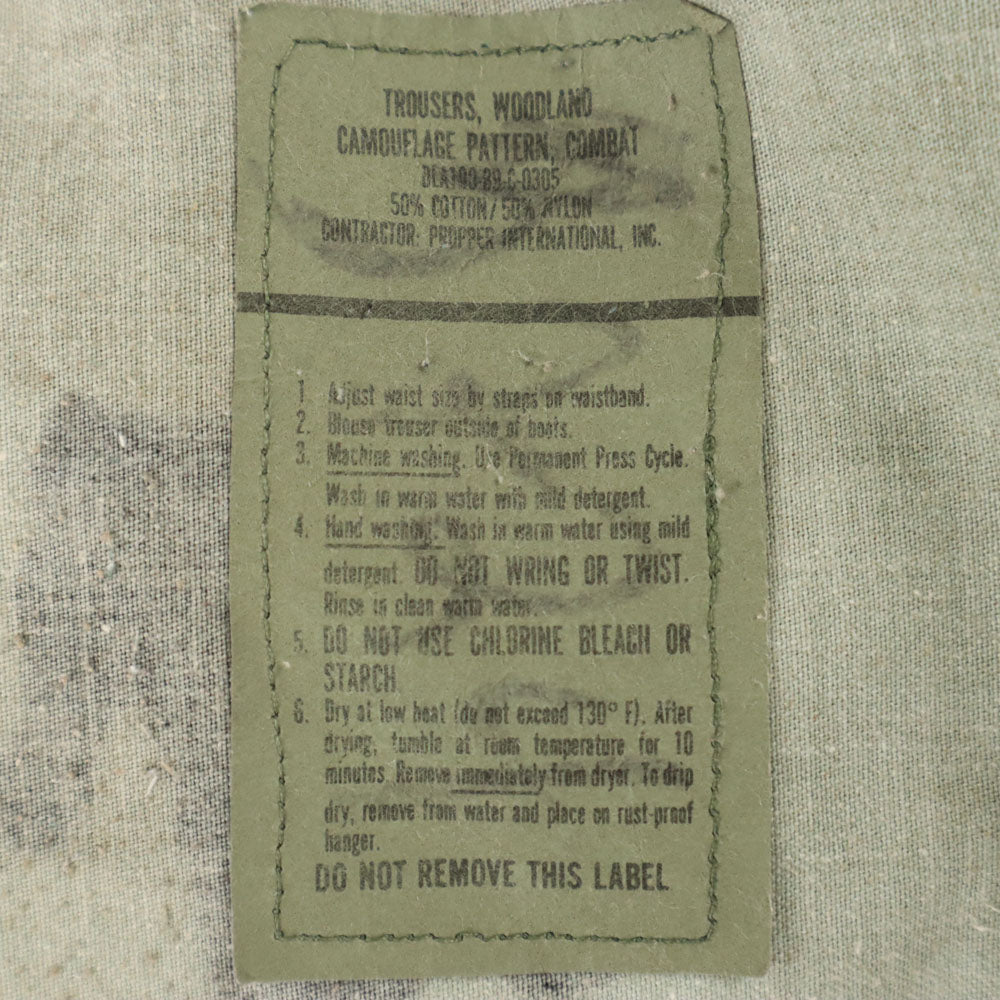 TROUSERS, WOODLAND
CAMOUFLAGE PATTERN, COMBAT
DLA100-89-C-0305
50% COTTON/50% NYLON
CONTRACTOR: PROPPER INTERNATIONAL, INC.
1. Adjust waist size by straps on waistband.
2. Blouse trouser outside of boots.
3. Machine washing. Use Permanent Press Cycle.
Wash in warm water with mild detergent.
4. Hand washing. Wash in warm water using mild
detergent. DO NOT WRING OR TWIST.
Rinse in clean warm water.
5. DO NOT USE CHLORINE BLEACH OR
STARCH.
6. Dry at low heat (do not exceed 130° F). After
drying, tumble at room temperature for 10
minutes. Remove immediately from dryer. To drip
dry, remove from water and place on rust-proof
hanger.
DO NOT REMOVE THIS LABEL